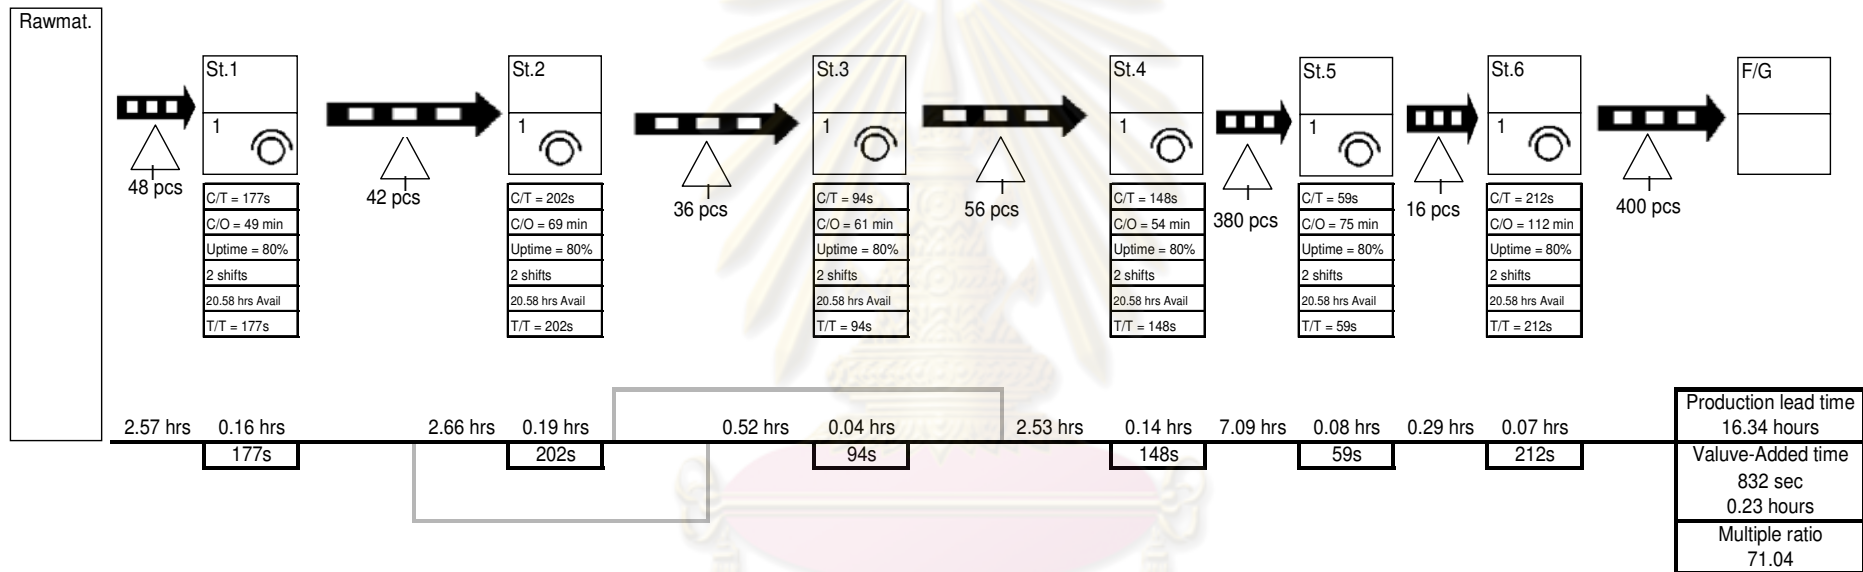 Rawmat.
St.1
1
St.2
1
St.3
1
St.4
1
St.5
1
St.6
1
F/G
48 pcs
42 pcs
36 pcs
56 pcs
380 pcs
16 pcs
400 pcs
C/T = 177s
C/O = 49 min
Uptime = 80%
2 shifts
20.58 hrs Avail
T/T = 177s
C/T = 202s
C/O = 69 min
Uptime = 80%
2 shifts
20.58 hrs Avail
T/T = 202s
C/T = 94s
C/O = 61 min
Uptime = 80%
2 shifts
20.58 hrs Avail
T/T = 94s
C/T = 148s
C/O = 54 min
Uptime = 80%
2 shifts
20.58 hrs Avail
T/T = 148s
C/T = 59s
C/O = 75 min
Uptime = 80%
2 shifts
20.58 hrs Avail
T/T = 59s
C/T = 212s
C/O = 112 min
Uptime = 80%
2 shifts
20.58 hrs Avail
T/T = 212s
2.57 hrs 0.16 hrs 2.66 hrs 0.19 hrs 0.52 hrs 0.04 hrs 2.53 hrs 0.14 hrs 7.09 hrs 0.08 hrs 0.29 hrs 0.07 hrs
177s 202s 94s 148s 59s 212s
Production lead time
16.34 hours
Valuve-Added time
832 sec
0.23 hours
Multiple ratio
71.04